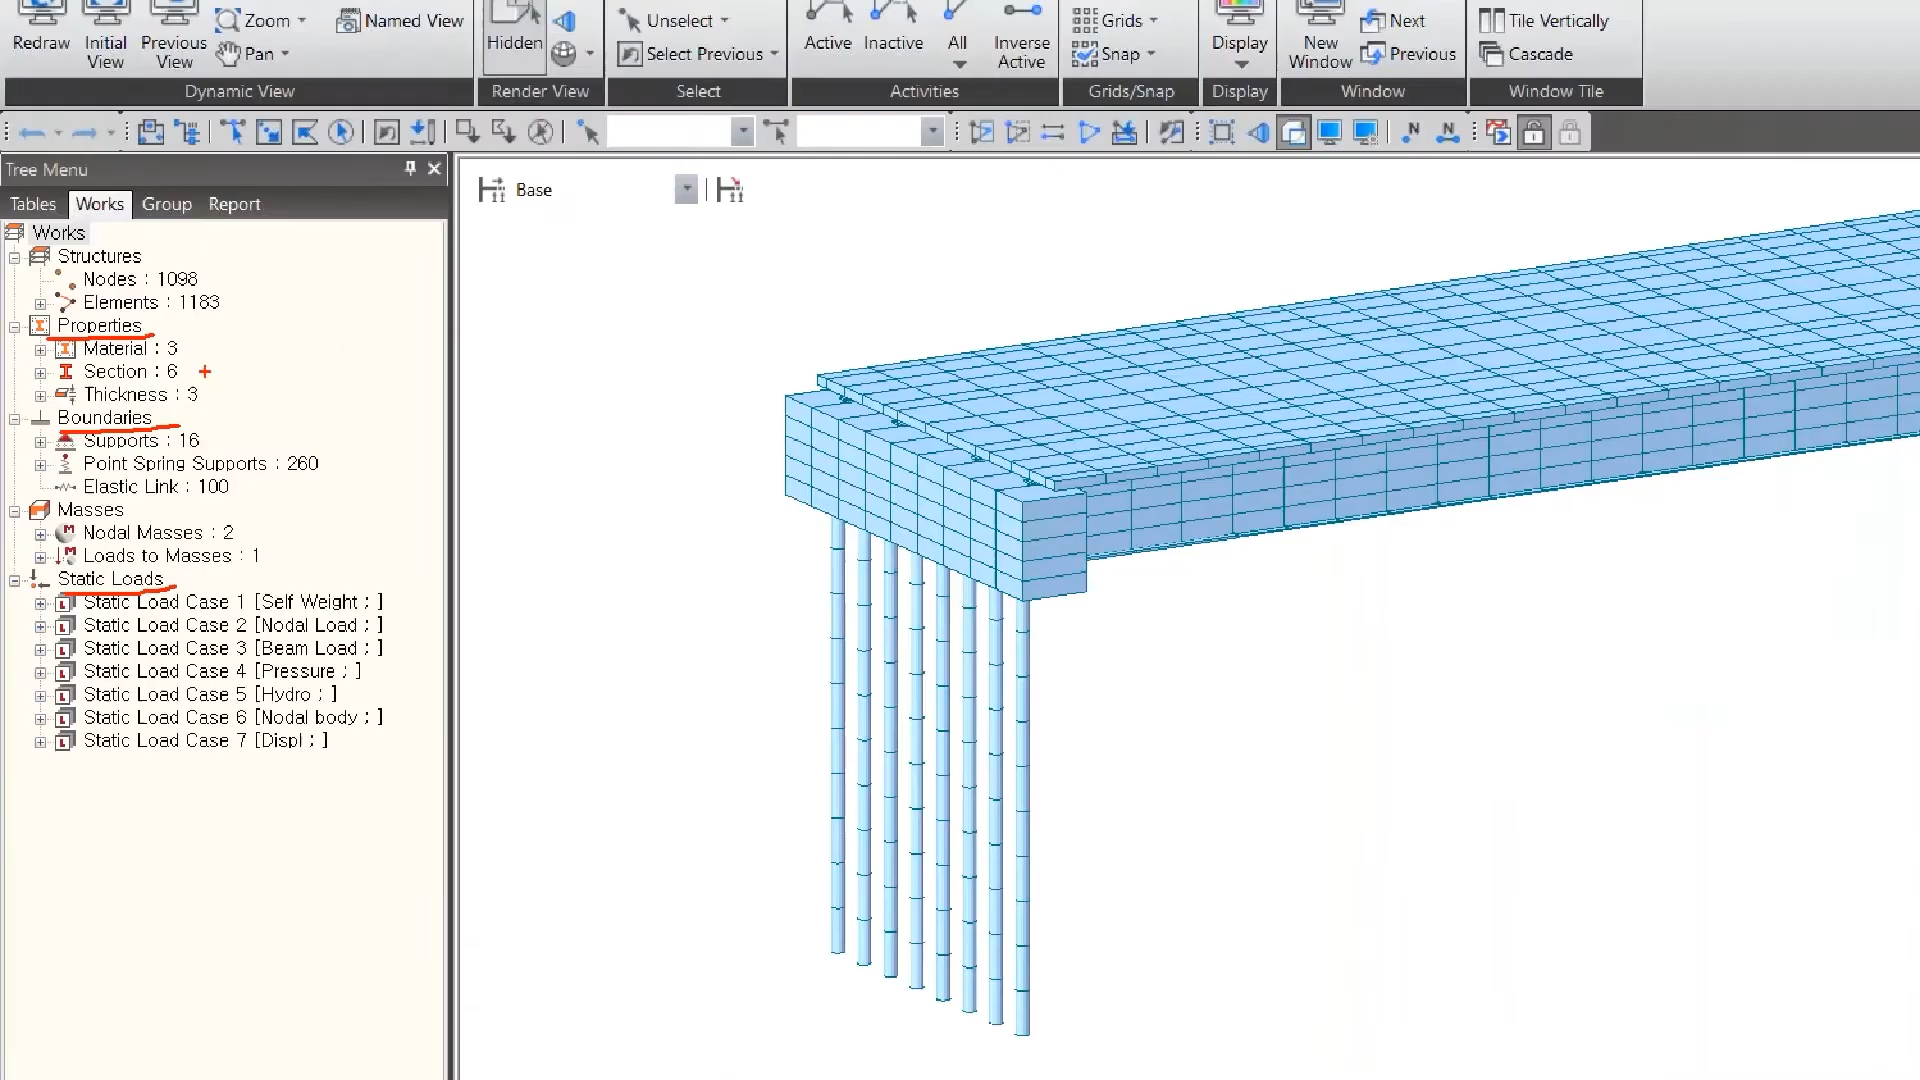 Redraw
Initial View
Previous View
Zoom
Pan
Named View
Dynamic View
Hidden
Render View
Unselect
Select Previous
Select
Active
Inactive
All
Inverse Active
Activities
Grids
Snap
Grids/Snap
Display
Display
New Window
Next
Previous
Window
Tile Vertically
Cascade
Window Tile
Tree Menu
Tables Works Group Report
Base
Works
Structures
Nodes : 1098
Elements : 1183
Properties
Material : 3
Section : 6
Thickness : 3
Boundaries
Supports : 16
Point Spring Supports : 260
Elastic Link : 100
Masses
Nodal Masses : 2
Loads to Masses : 1
Static Loads
Static Load Case 1 [Self Weight ; ]
Static Load Case 2 [Nodal Load ; ]
Static Load Case 3 [Beam Load ; ]
Static Load Case 4 [Pressure ; ]
Static Load Case 5 [Hydro ; ]
Static Load Case 6 [Nodal body ; ]
Static Load Case 7 [Displ ; ]